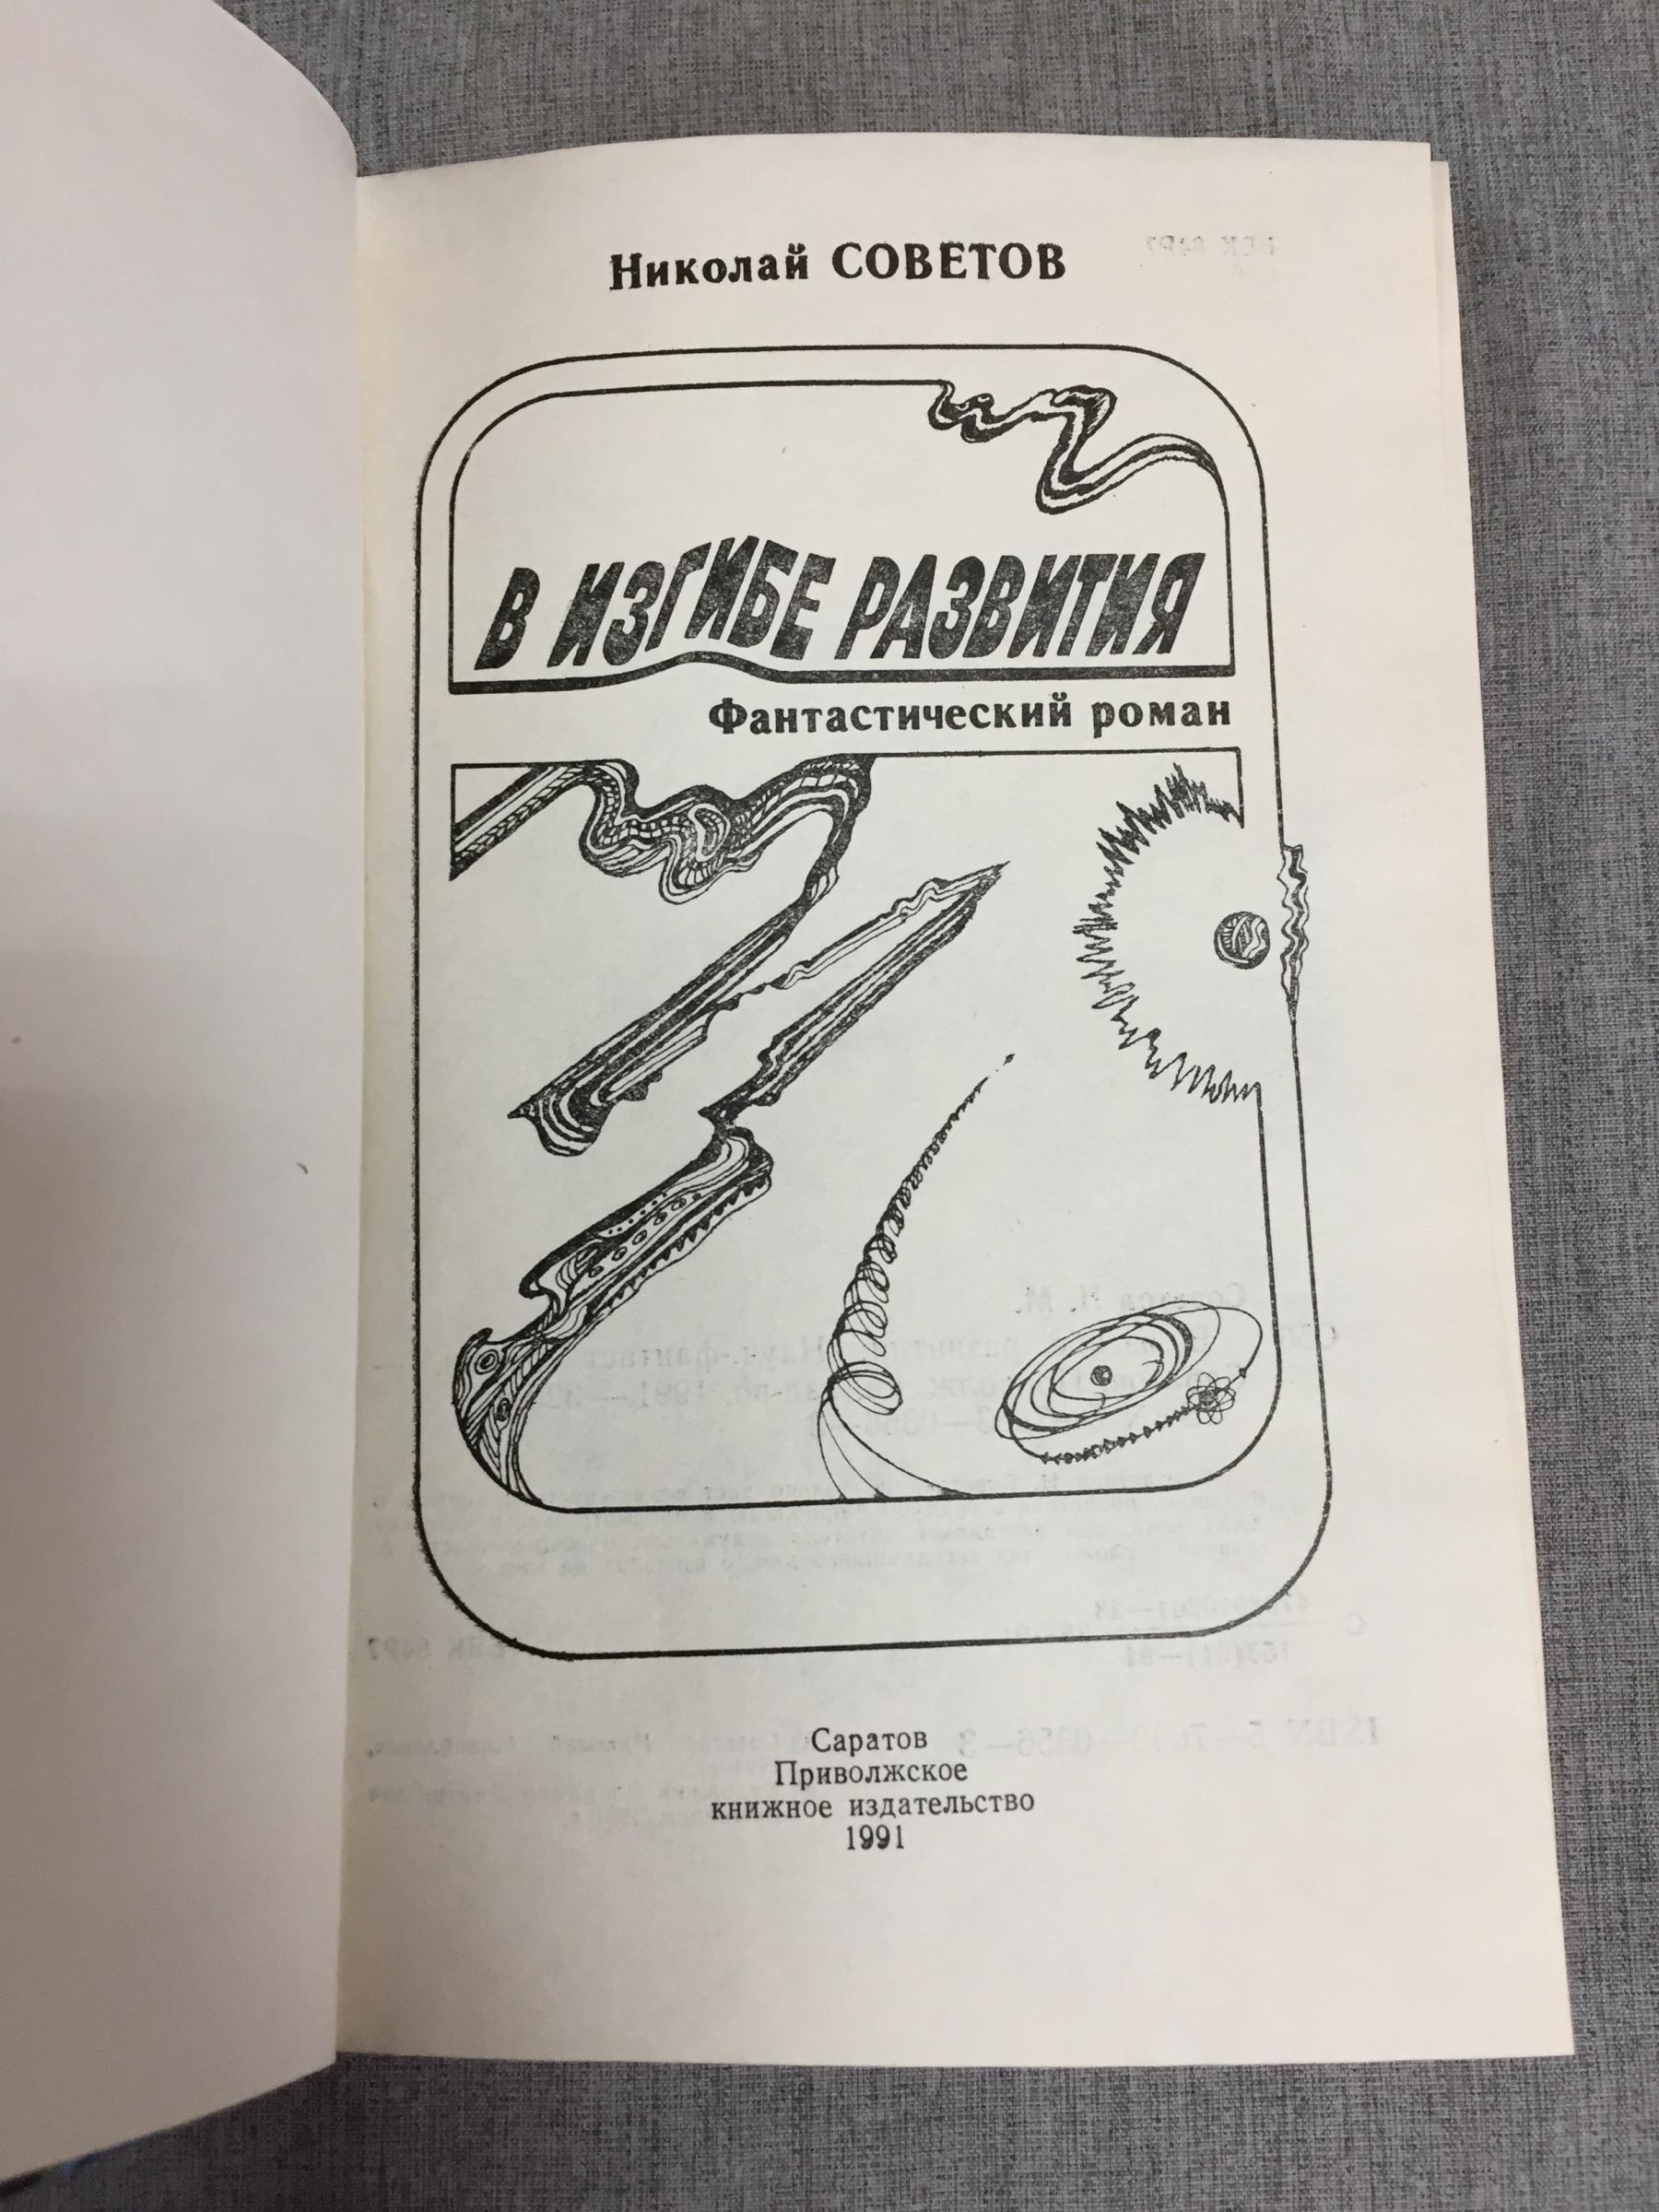 Николай СОВЕТОВ
В ИЗГИБЕ РАЗВИТИЯ
Фантастический роман
Саратов
Приволжское
книжное издательство
1991